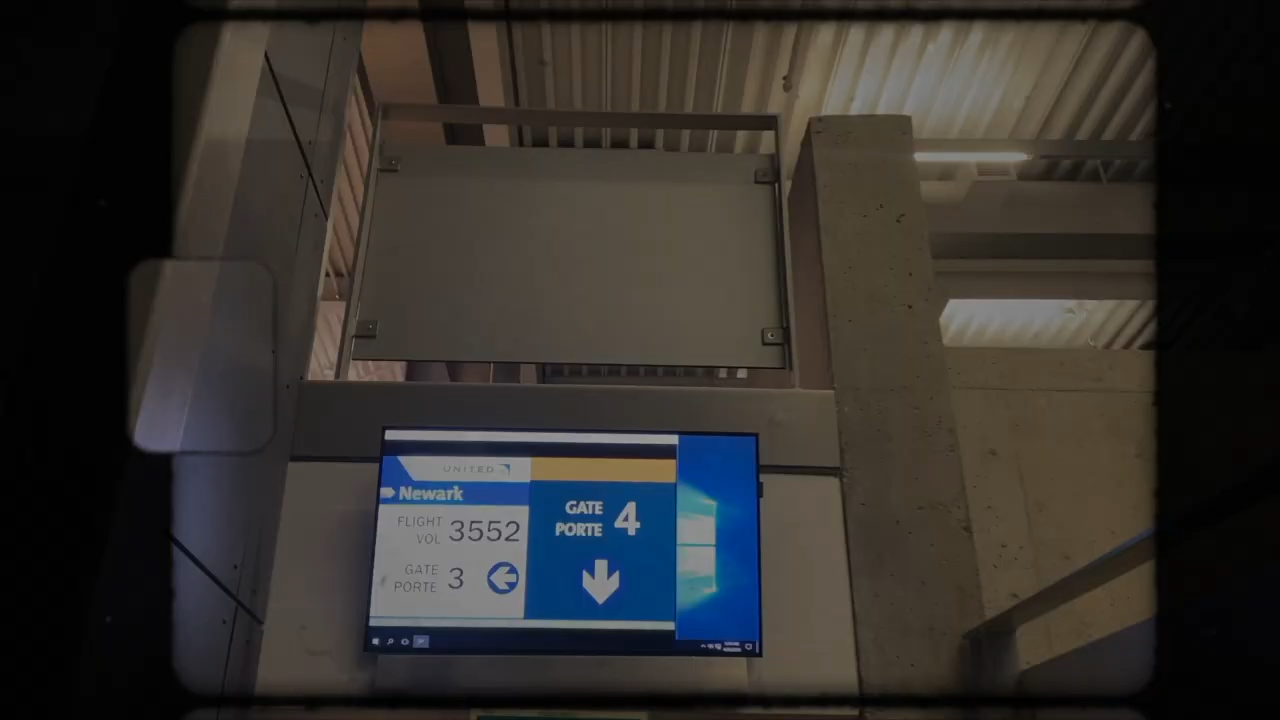 UNITED
Newark
FLIGHT
VOL
3552
GATE
PORTE
3
GATE
PORTE
4